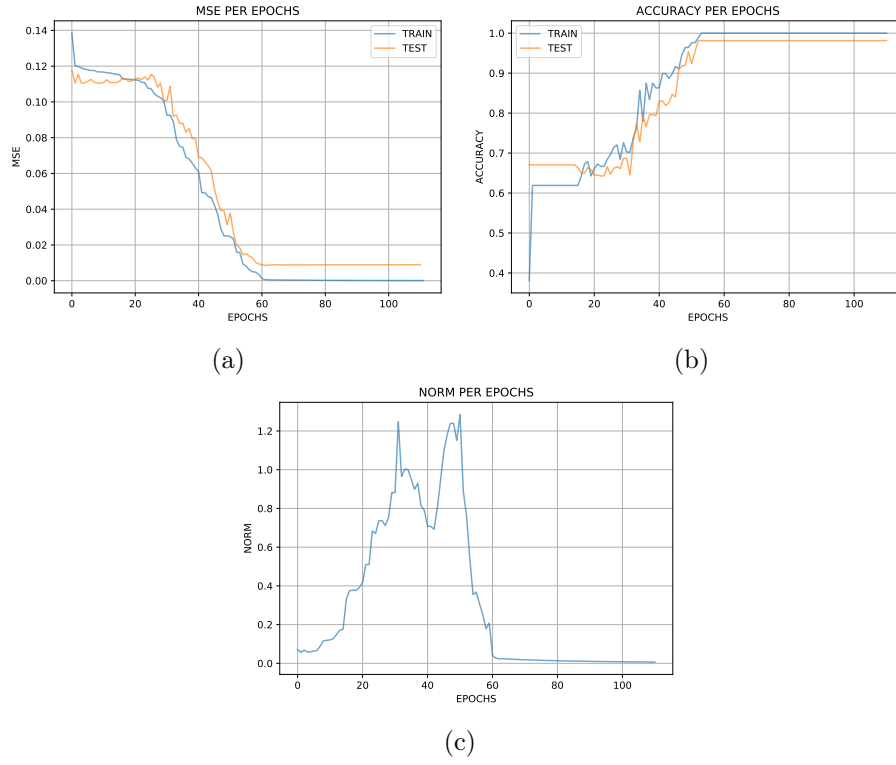 MSE PER EPOCHS
0.14
0.12
0.10
0.08
0.06
0.04
0.02
0.00
MSE
0 20 40 60 80 100
EPOCHS
TRAIN
TEST
(a)
ACCURACY PER EPOCHS
1.0
0.9
0.8
0.7
0.6
0.5
0.4
ACCURACY
0 20 40 60 80 100
EPOCHS
TRAIN
TEST
(b)
NORM PER EPOCHS
1.2
1.0
0.8
0.6
0.4
0.2
0.0
NORM
0 20 40 60 80 100
EPOCHS
(c)